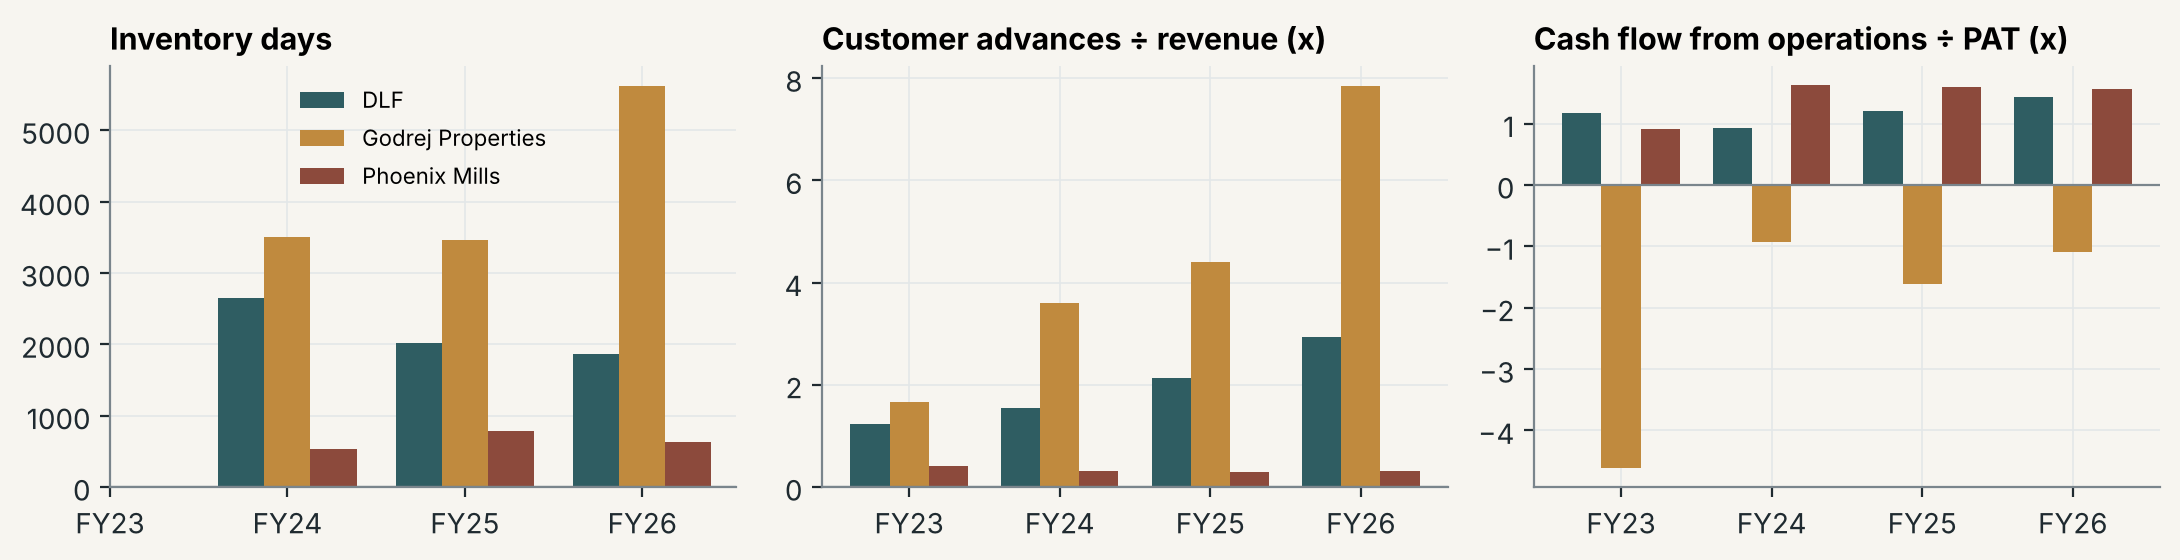 Inventory days
5000
4000
3000
2000
1000
0
FY23 FY24 FY25 FY26
DLF
Godrej Properties
Phoenix Mills
Customer advances ÷ revenue (x)
8
6
4
2
0
FY23 FY24 FY25 FY26
Cash flow from operations ÷ PAT (x)
1
0
−1
−2
−3
−4
FY23 FY24 FY25 FY26